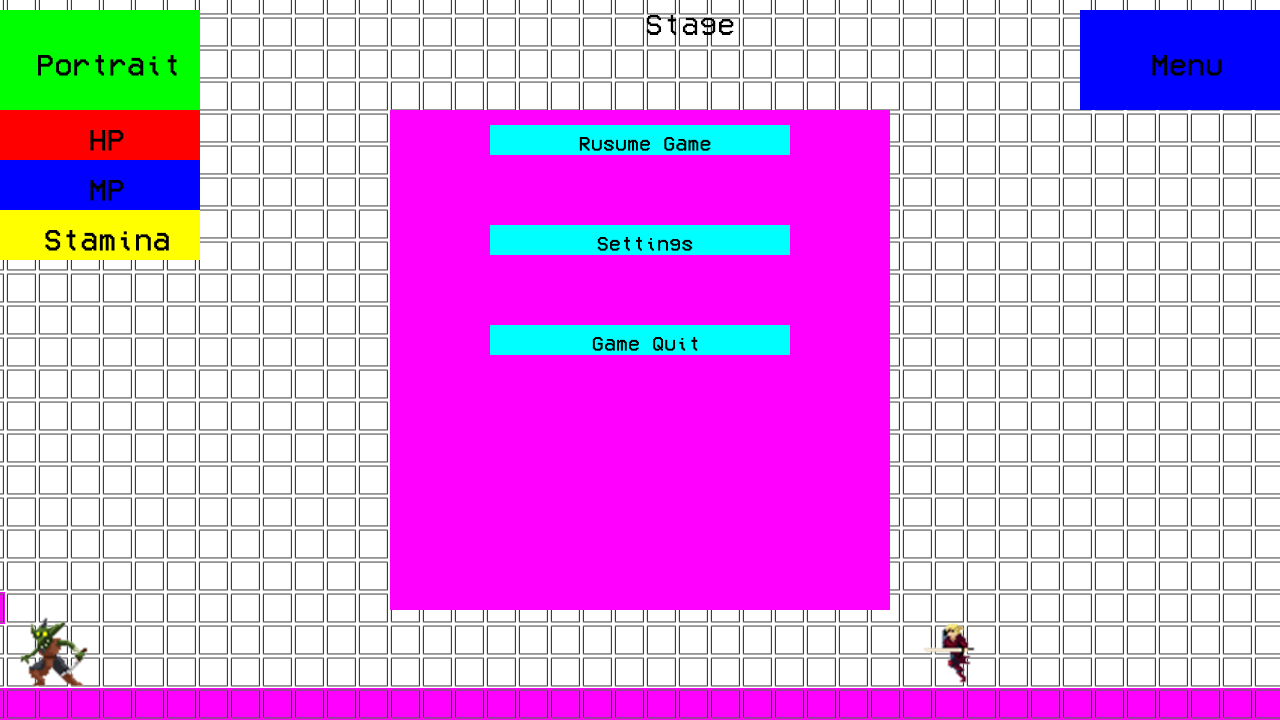 Stage
Portrait
Menu
HP
MP
Stamina
Rusume Game
Settings
Game Quit